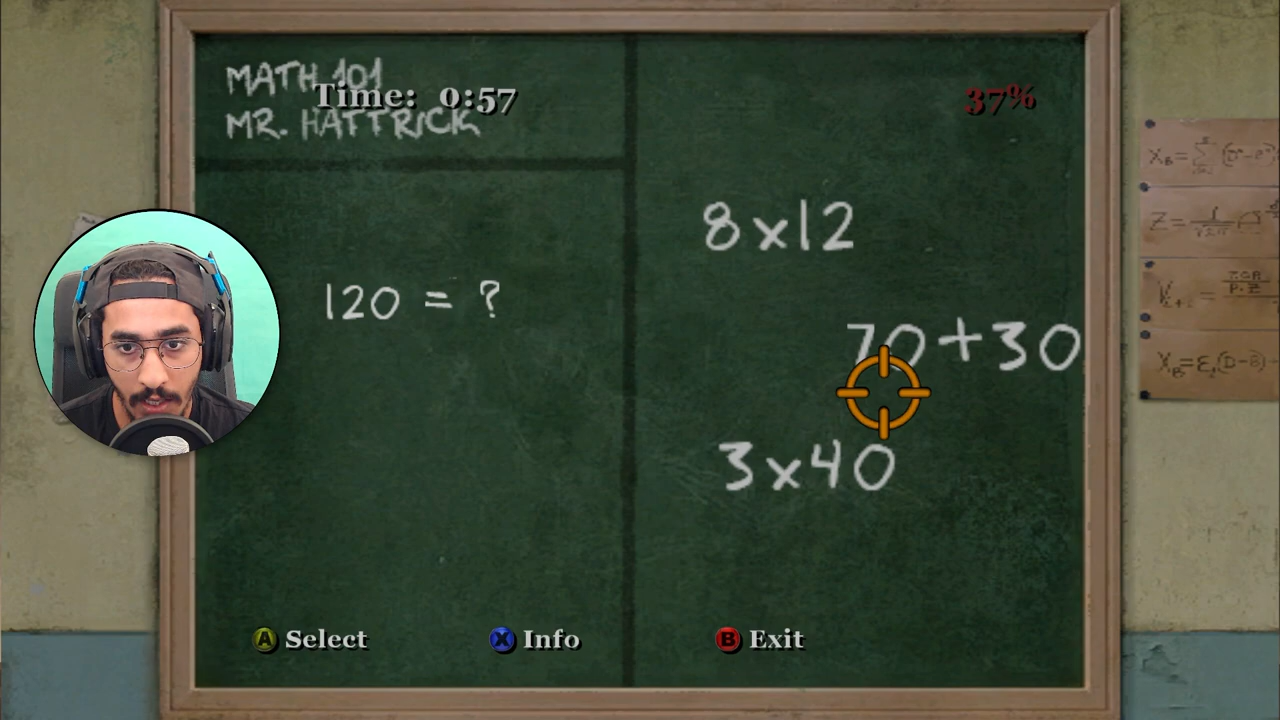 MATH 101
MR. HATTRICK
Time: 0:57
37%
120 = ?
8x12
70+30
3x40
A Select
X Info
B Exit